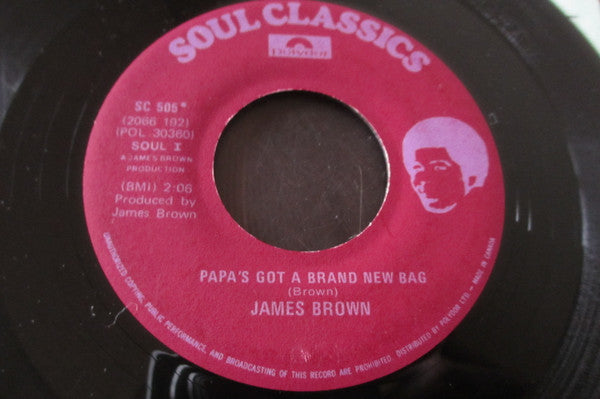 SOUL CLASSICS
Polydor
SC 505*
(2066 192)
(POL 30360)
SOUL I
A JAMES BROWN
PRODUCTION
(BMI) 2:06
Produced by
James Brown
PAPA'S GOT A BRAND NEW BAG
(Brown)
JAMES BROWN
UNAUTHORIZED COPYING, PUBLIC PERFORMANCE, AND BROADCASTING OF THIS RECORD ARE PROHIBITED. DISTRIBUTED BY POLYDOR LTD. - MADE IN CANADA